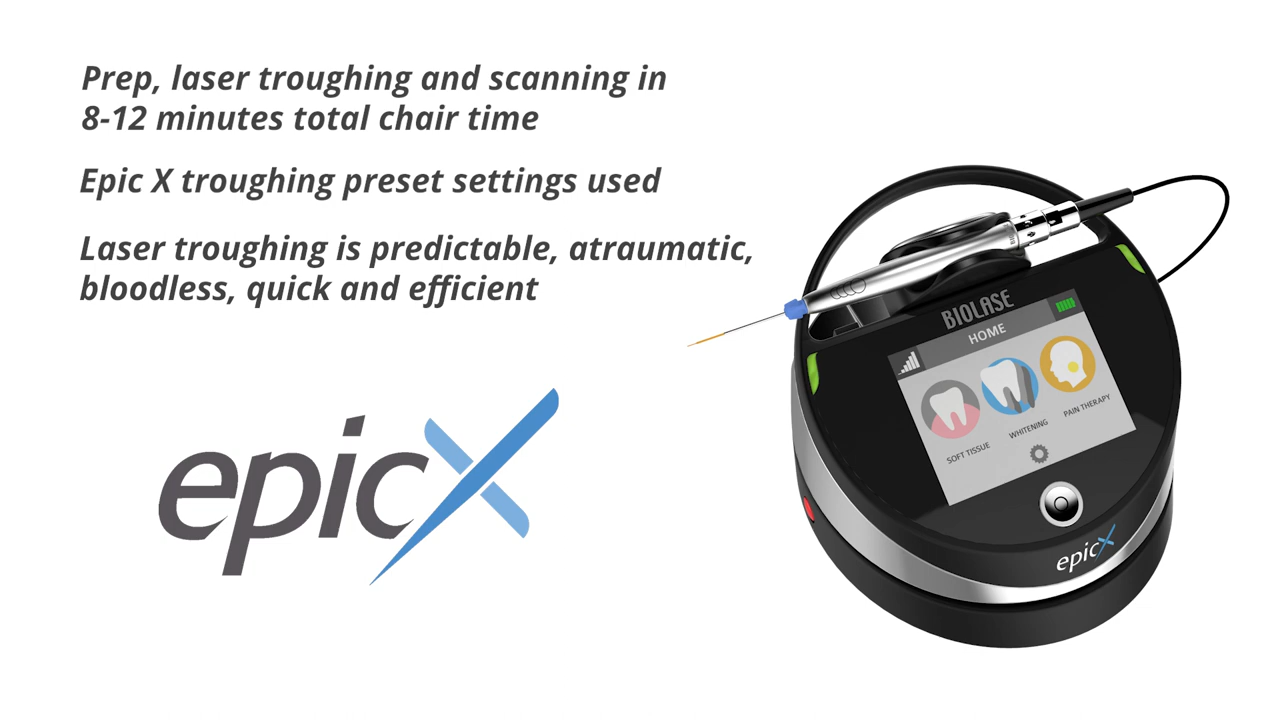 Prep, laser troughing and scanning in
8-12 minutes total chair time
Epic X troughing preset settings used
Laser troughing is predictable, atraumatic,
bloodless, quick and efficient
epicX
BIOLASE
HOME
SOFT TISSUE
WHITENING
PAIN THERAPY
epicX